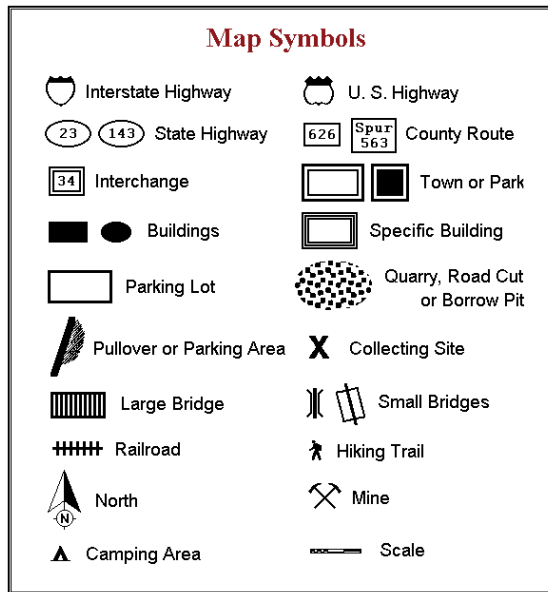 Map Symbols
Interstate Highway
U. S. Highway
23 143 State Highway
626 Spur 563 County Route
34 Interchange
Town or Park
Buildings
Specific Building
Parking Lot
Quarry, Road Cut
or Borrow Pit
Pullover or Parking Area
X Collecting Site
Large Bridge
Small Bridges
Railroad
Hiking Trail
N North
Mine
Camping Area
Scale